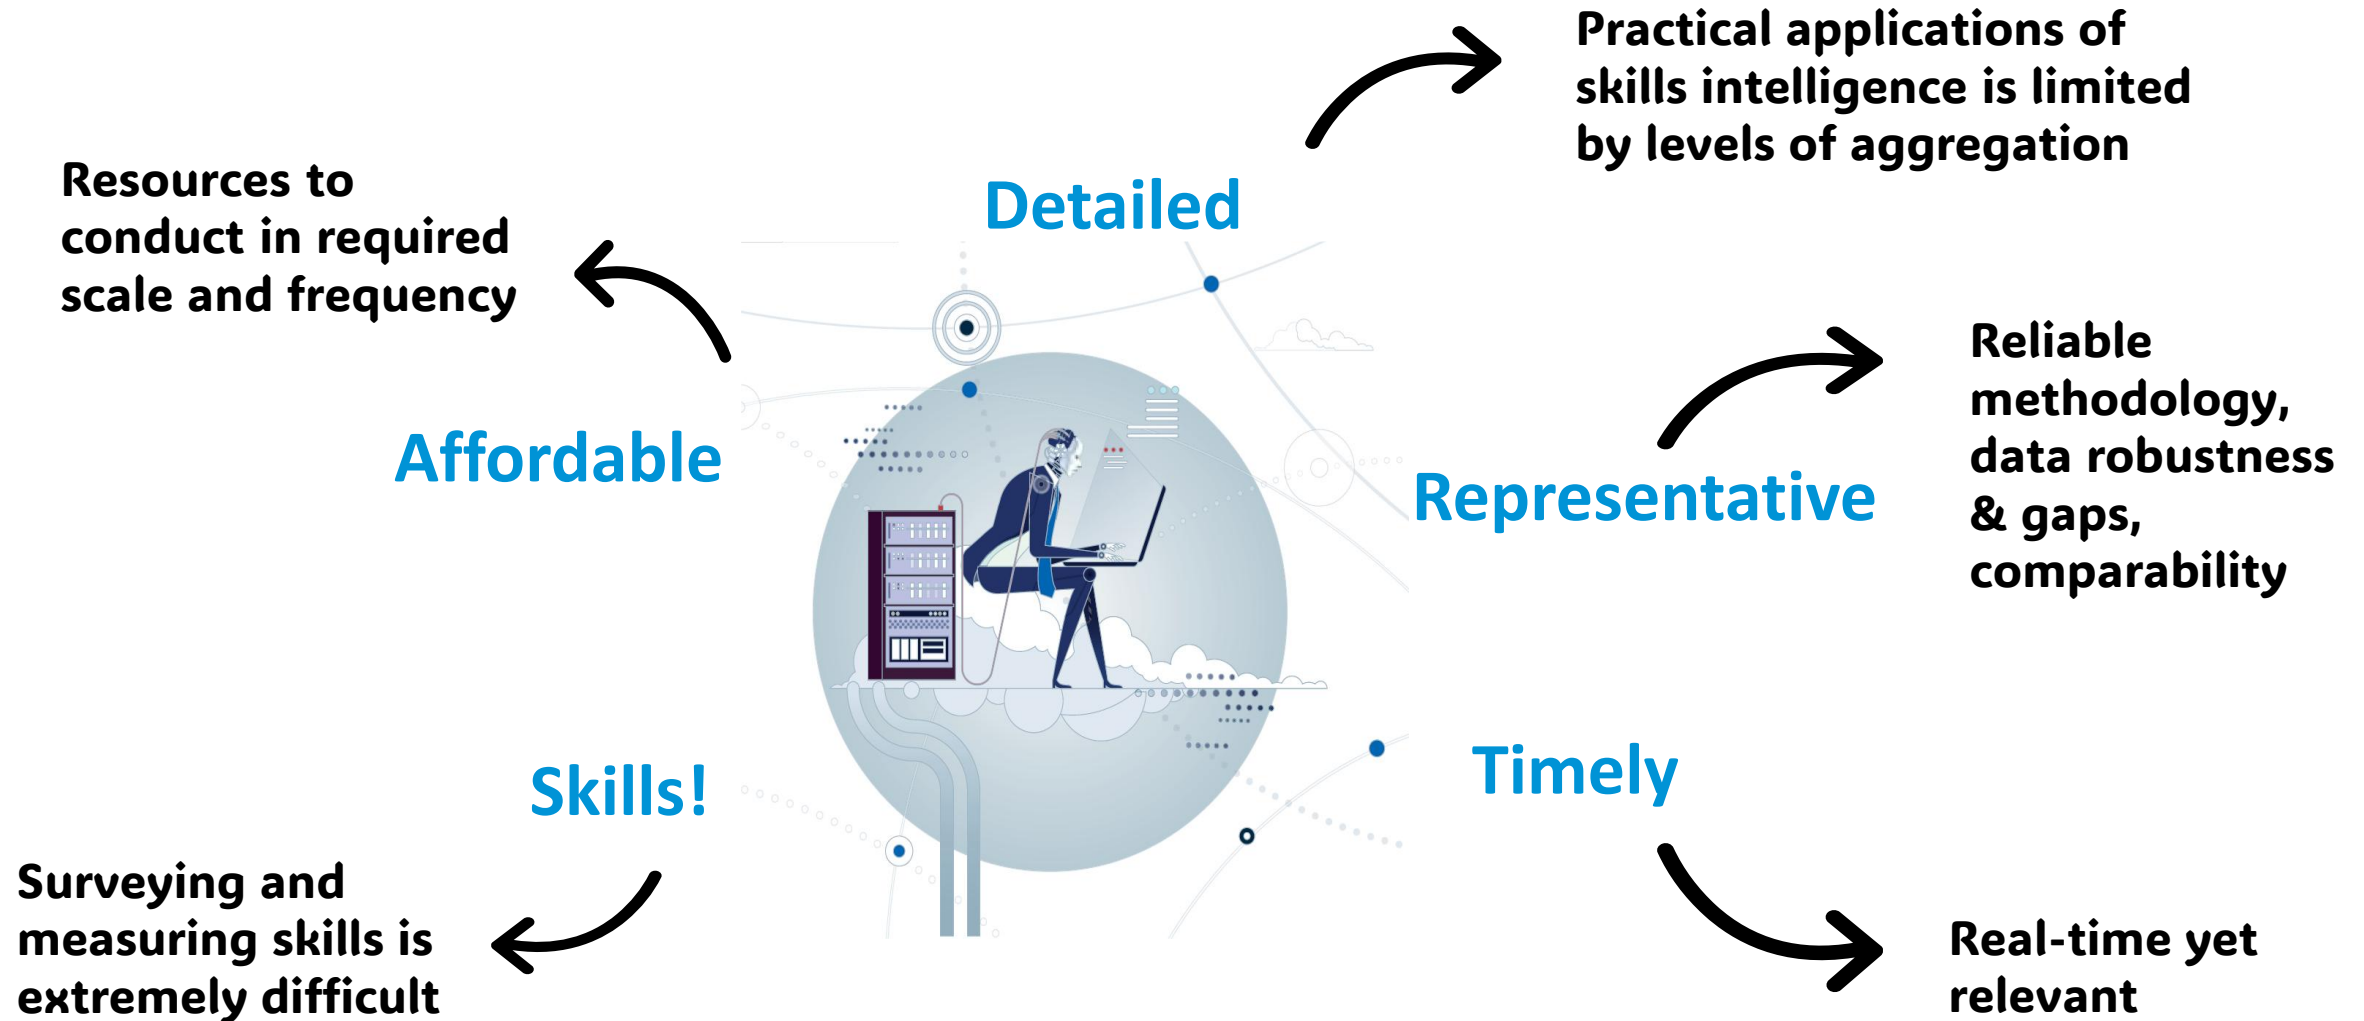 Detailed
Practical applications of
skills intelligence is limited
by levels of aggregation
Resources to
conduct in required
scale and frequency
Affordable
Representative
Reliable
methodology,
data robustness
& gaps,
comparability
Skills!
Surveying and
measuring skills is
extremely difficult
Timely
Real-time yet
relevant